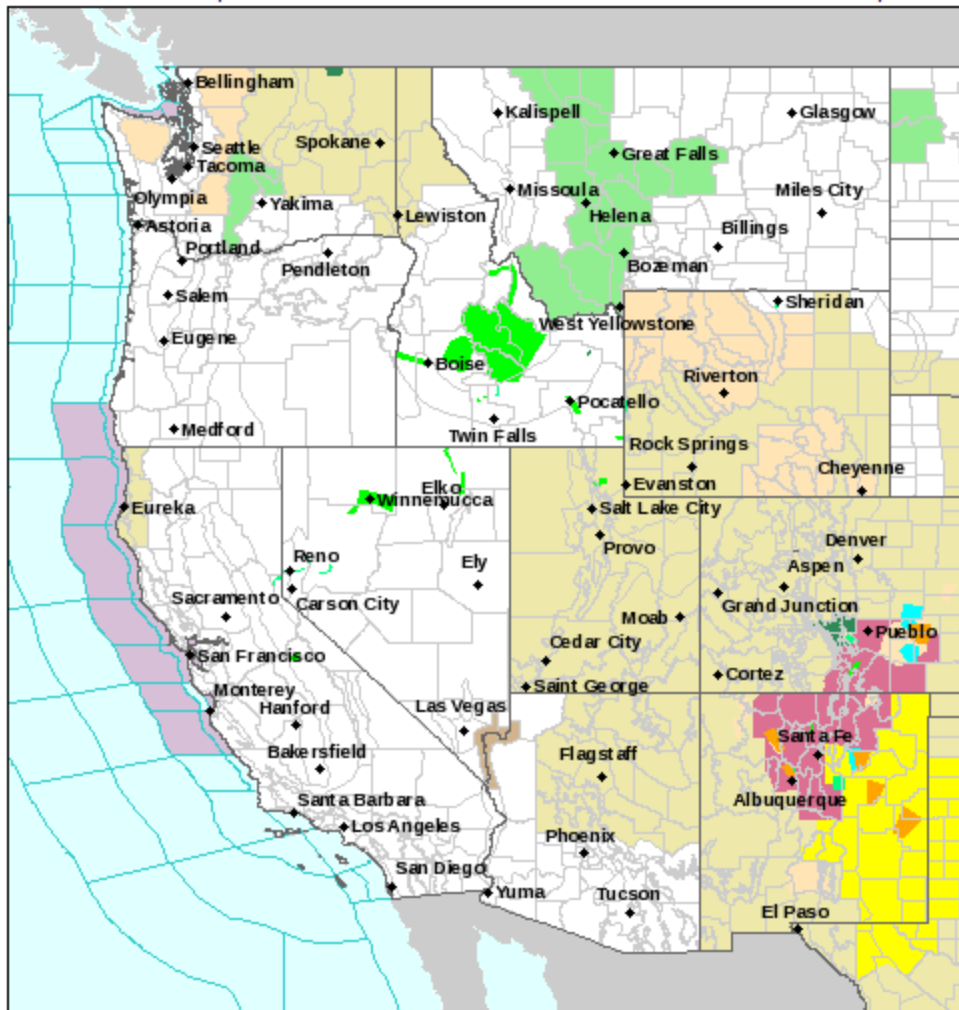 Bellingham
Kalispell
Glasgow
Spokane
Seattle
Great Falls
Tacoma
Missoula
Miles City
Olympia
Yakima
Lewiston
Helena
Astoria
Billings
Portland
Pendleton
Bozeman
Salem
Sheridan
West Yellowstone
Eugene
Boise
Riverton
Pocatello
Medford
Twin Falls
Rock Springs
Cheyenne
Elko
Evanston
Winnemucca
Eureka
Salt Lake City
Provo
Denver
Reno
Ely
Aspen
Sacramento
Carson City
Grand Junction
Moab
Pueblo
Cedar City
San Francisco
Cortez
Saint George
Monterey
Hanford
Las Vegas
Santa Fe
Bakersfield
Flagstaff
Santa Barbara
Albuquerque
Los Angeles
Phoenix
San Diego
Yuma
Tucson
El Paso